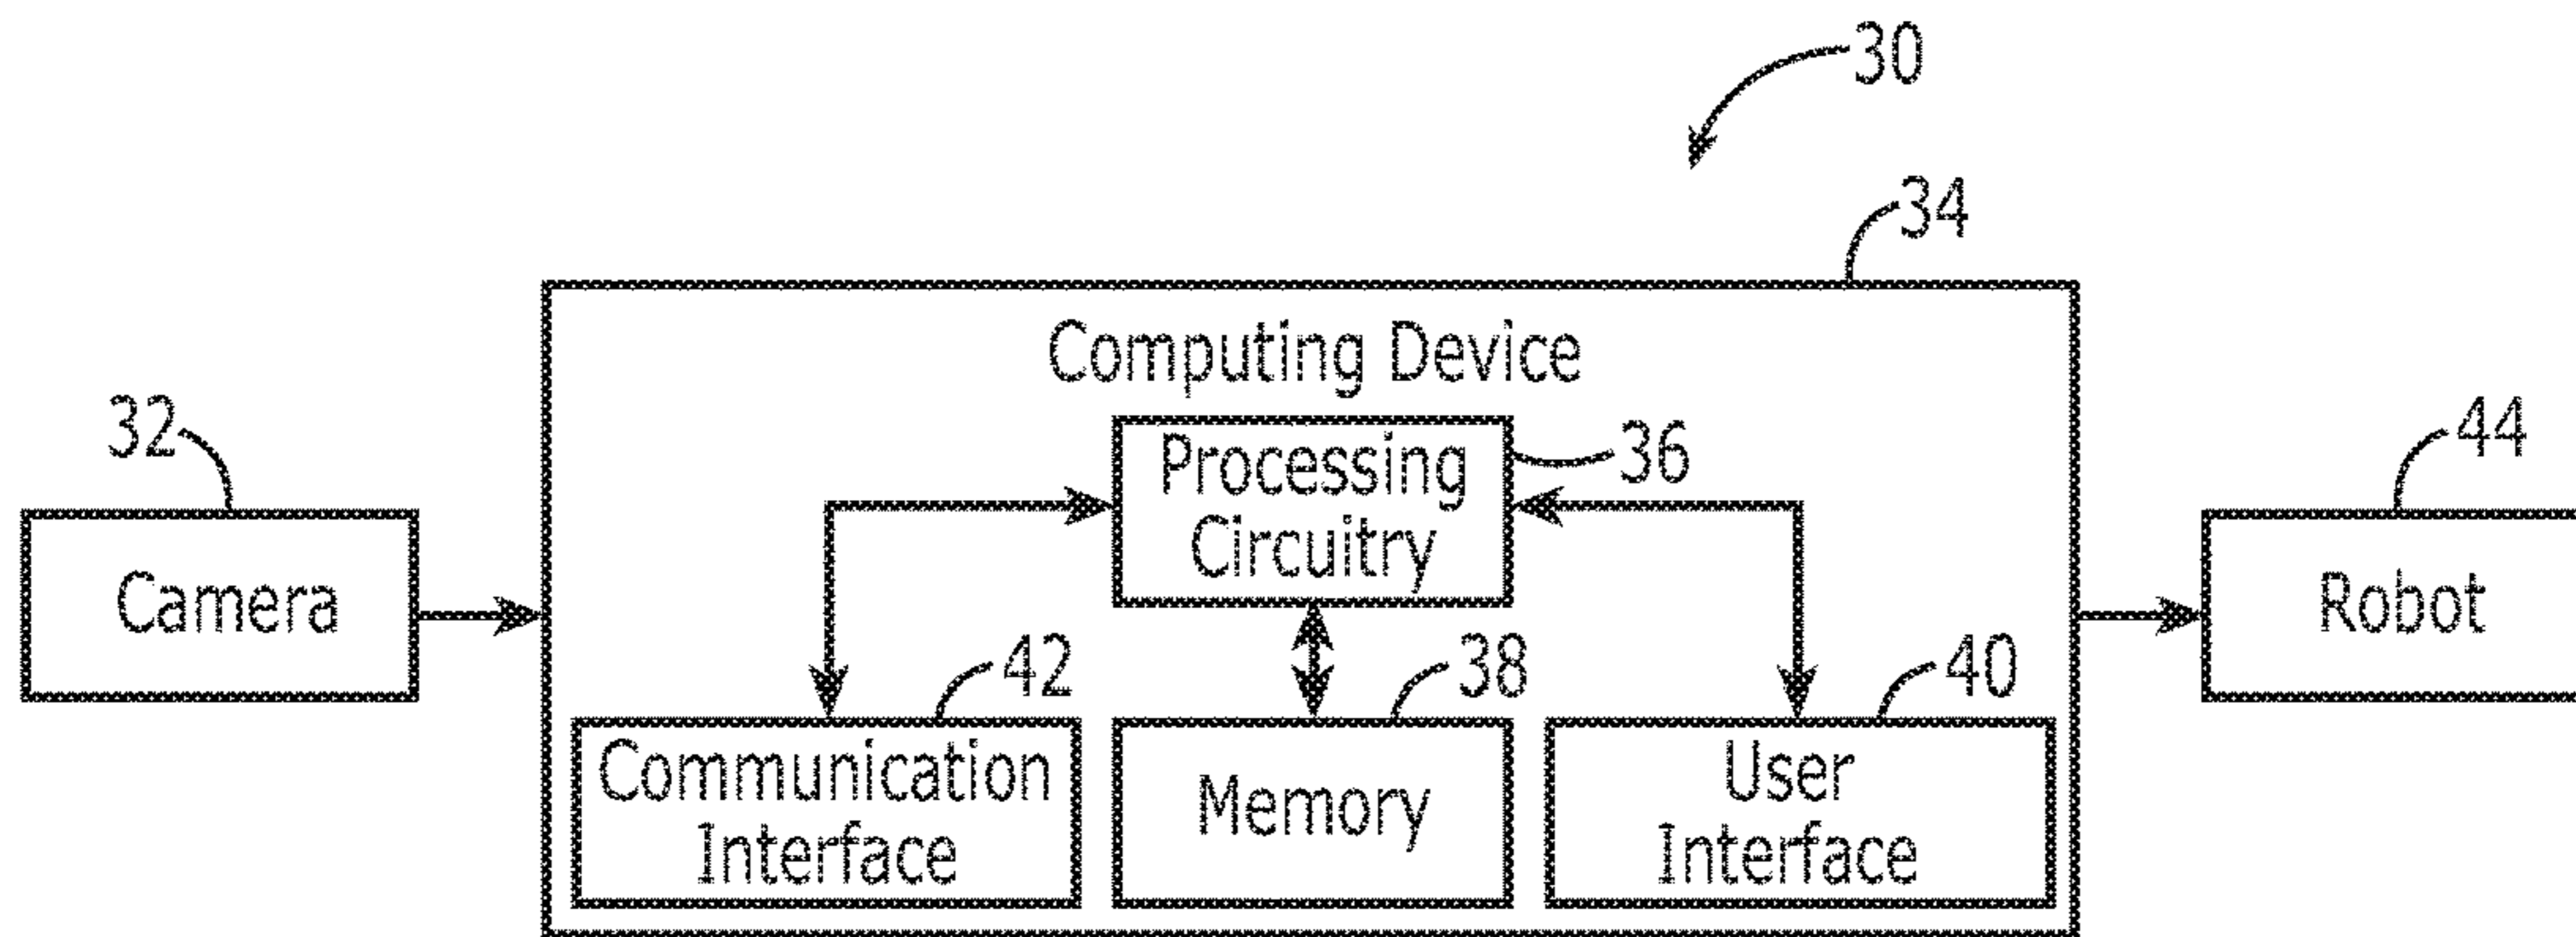 30
34
Computing Device
32
Processing
Circuitry
36
44
Camera
Robot
42
38
40
Communication
Interface
Memory
User
Interface